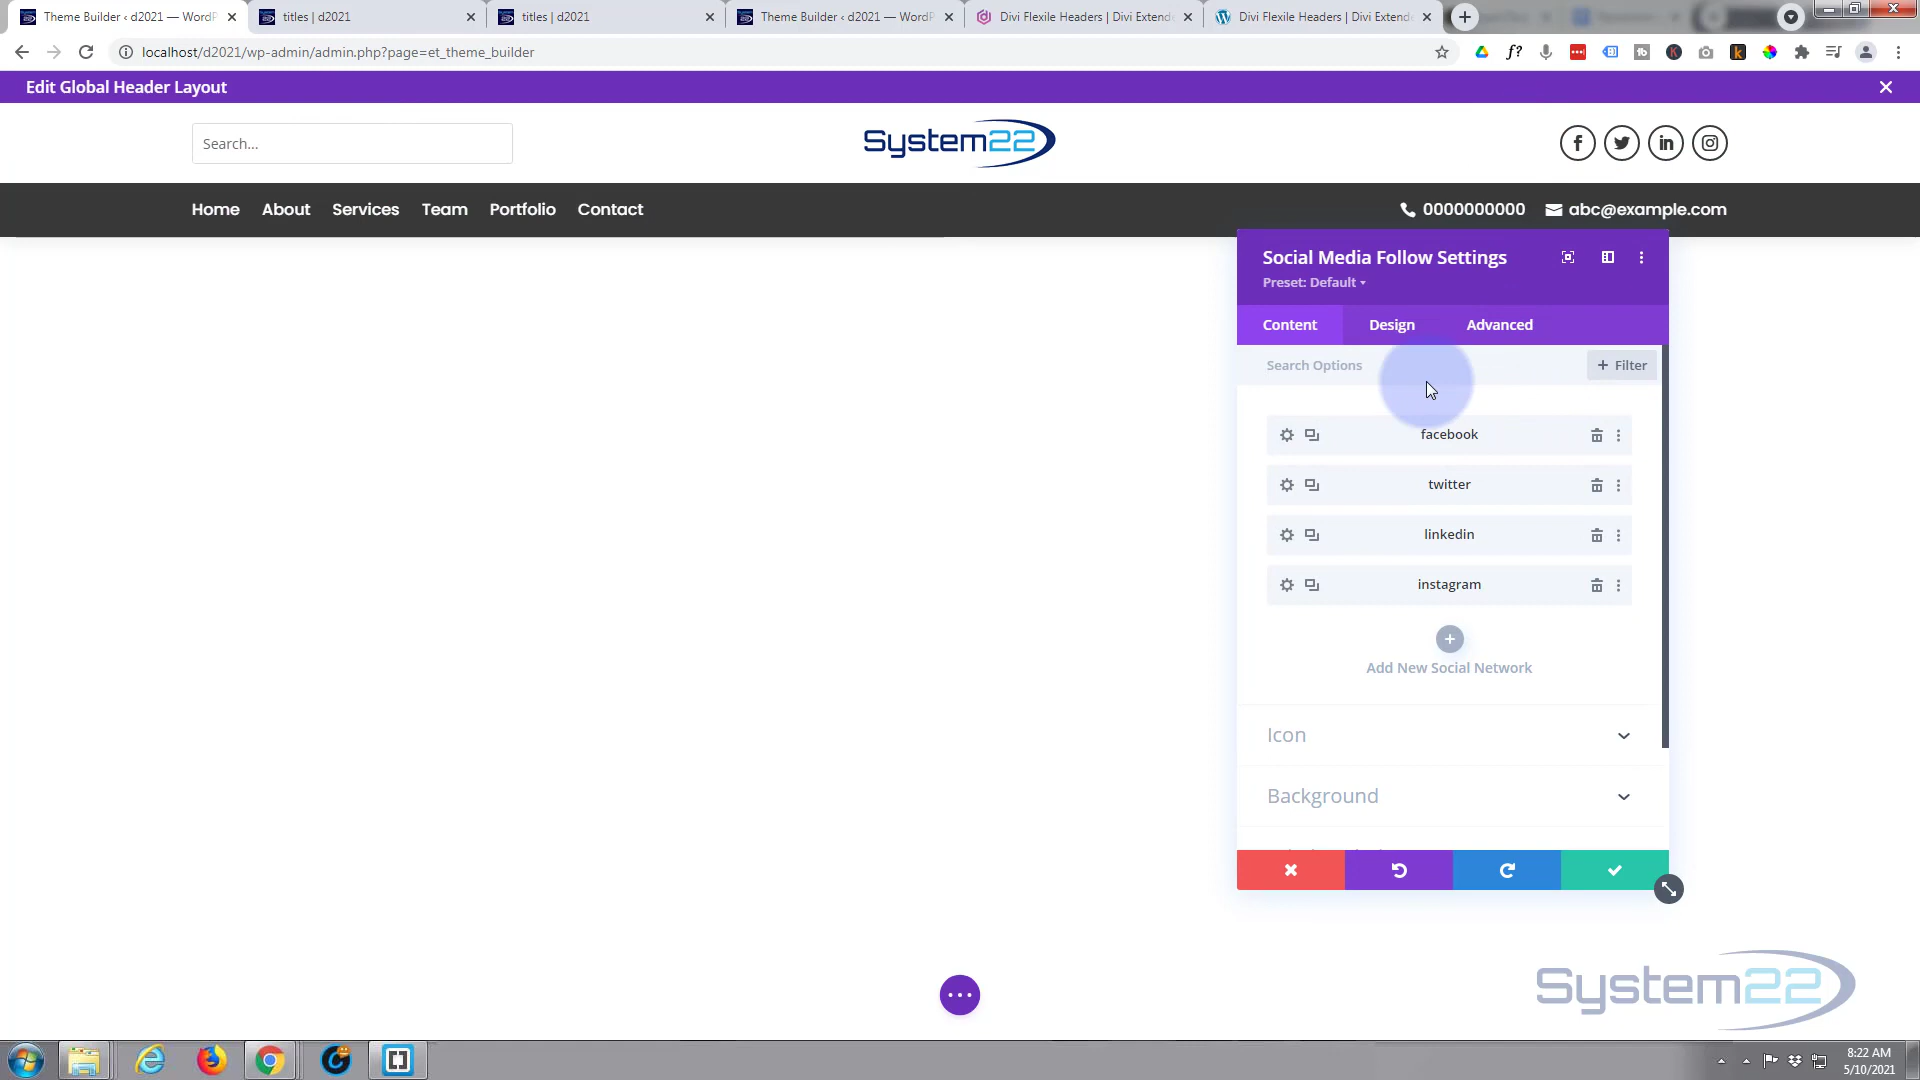 Theme Builder ‹ d2021 — WordP
titles | d2021
titles | d2021
Theme Builder ‹ d2021 — WordP
Divi Flexile Headers | Divi Extend
Divi Flexile Headers | Divi Extend
localhost/d2021/wp-admin/admin.php?page=et_theme_builder
Edit Global Header Layout
Search...
System22
Home About Services Team Portfolio Contact
0000000000 abc@example.com
Social Media Follow Settings
Preset: Default
Content Design Advanced
Search Options
+ Filter
facebook
twitter
linkedin
instagram
Add New Social Network
Icon
Background
System22
8:22 AM
5/10/2021